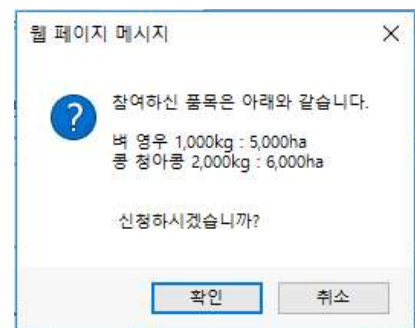 웹 페이지 메시지
참여하신 품목은 아래와 같습니다.
벼 영우 1,000kg : 5,000ha
콩 청아콩 2,000kg : 6,000ha
신청하시겠습니까?
확인
취소